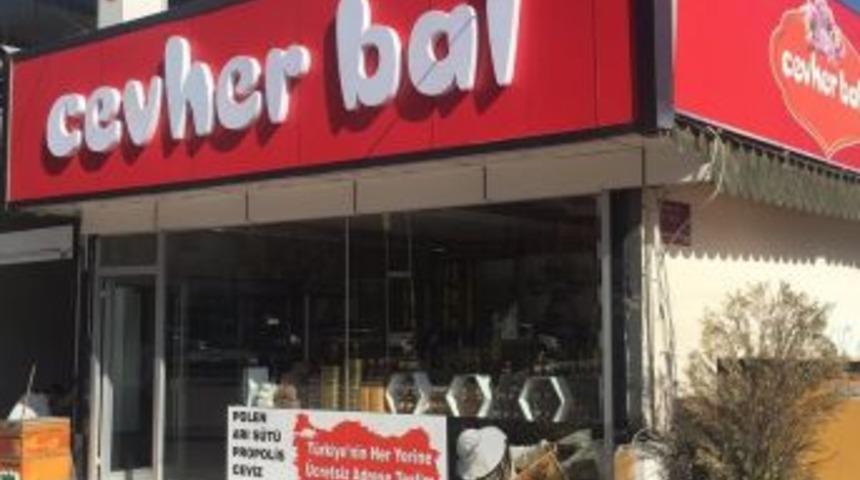 cevher bal
cevher bal
POLEN
ARI SÜTÜ
PROPOLİS
CEVİZ
Türkiye'nin Her Yerine
Ücretsiz Adrese Teslim